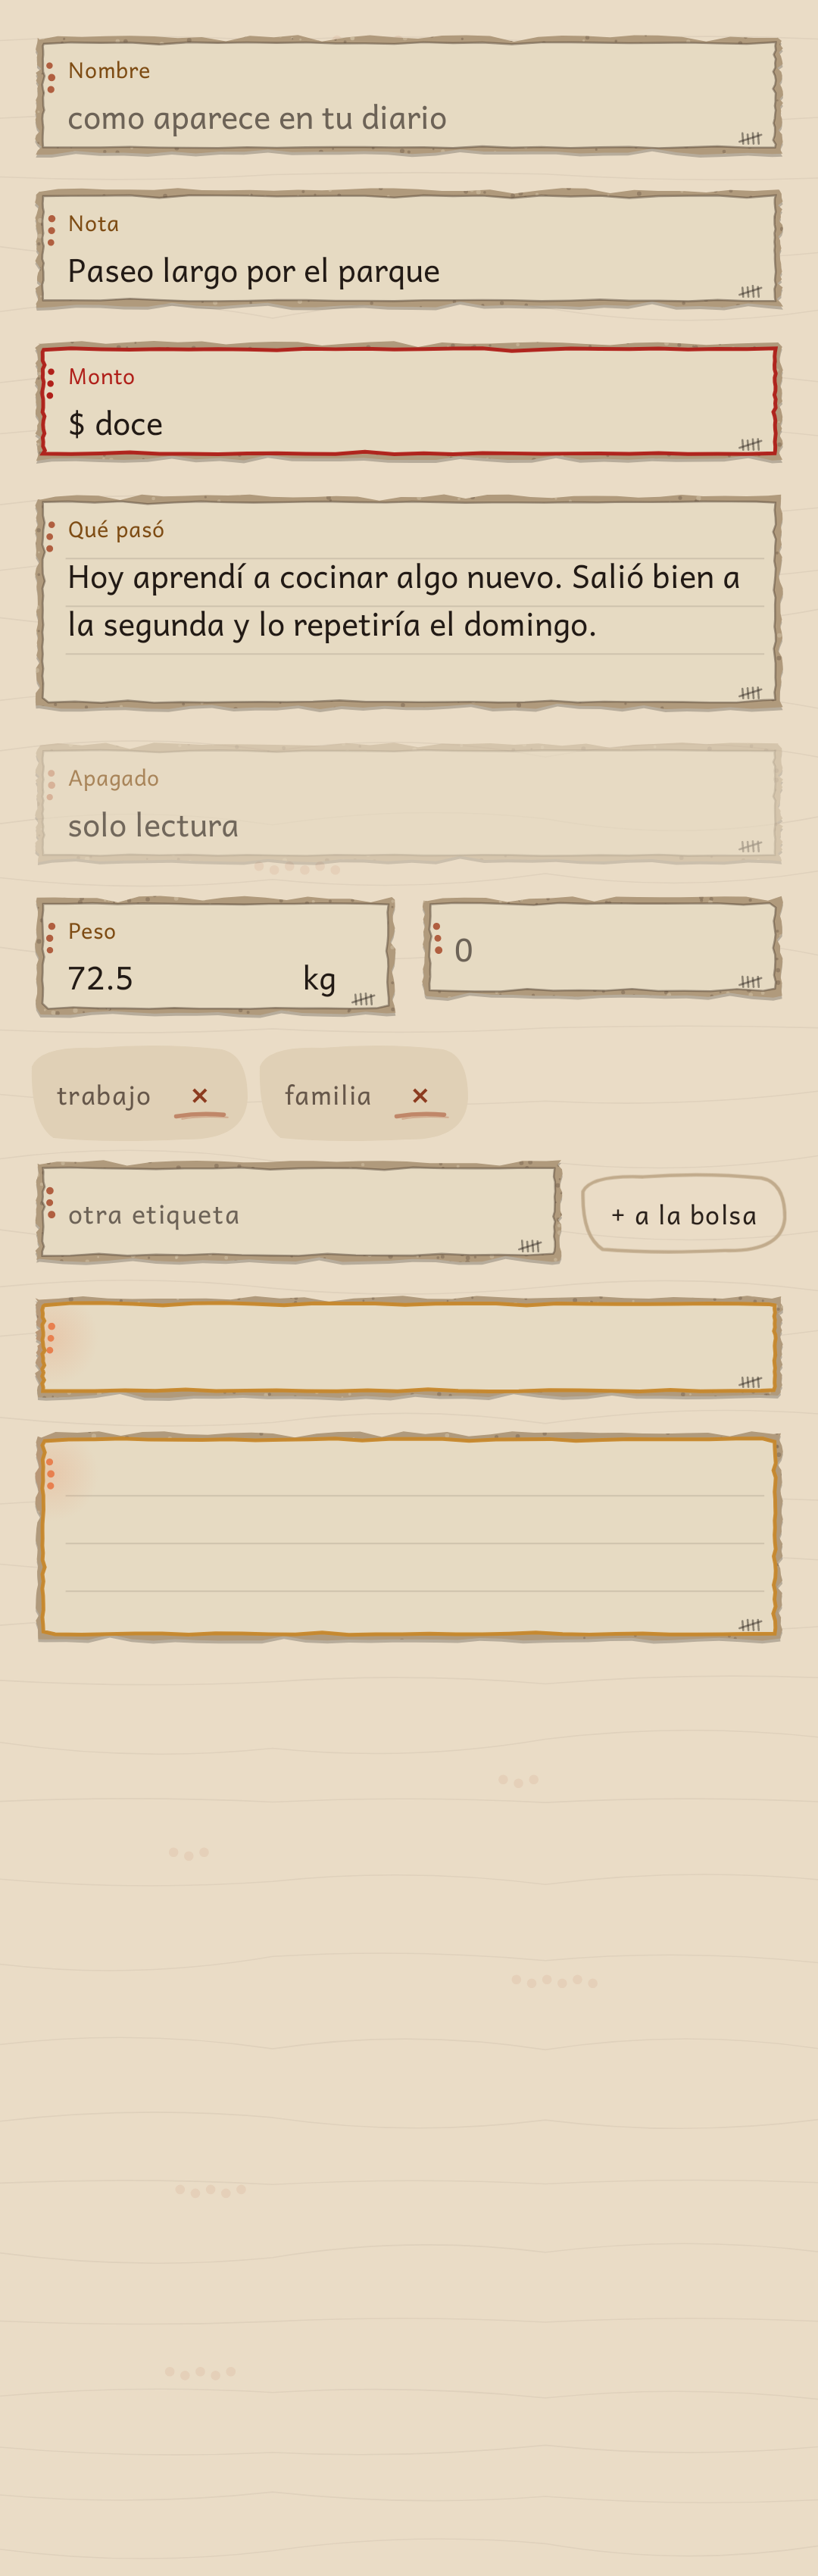 Nombre
como aparece en tu diario
Nota
Paseo largo por el parque
Monto
$ doce
Qué pasó
Hoy aprendí a cocinar algo nuevo. Salió bien a
la segunda y lo repetiría el domingo.
Apagado
solo lectura
Peso
72.5 kg
0
trabajo × familia ×
otra etiqueta
+ a la bolsa